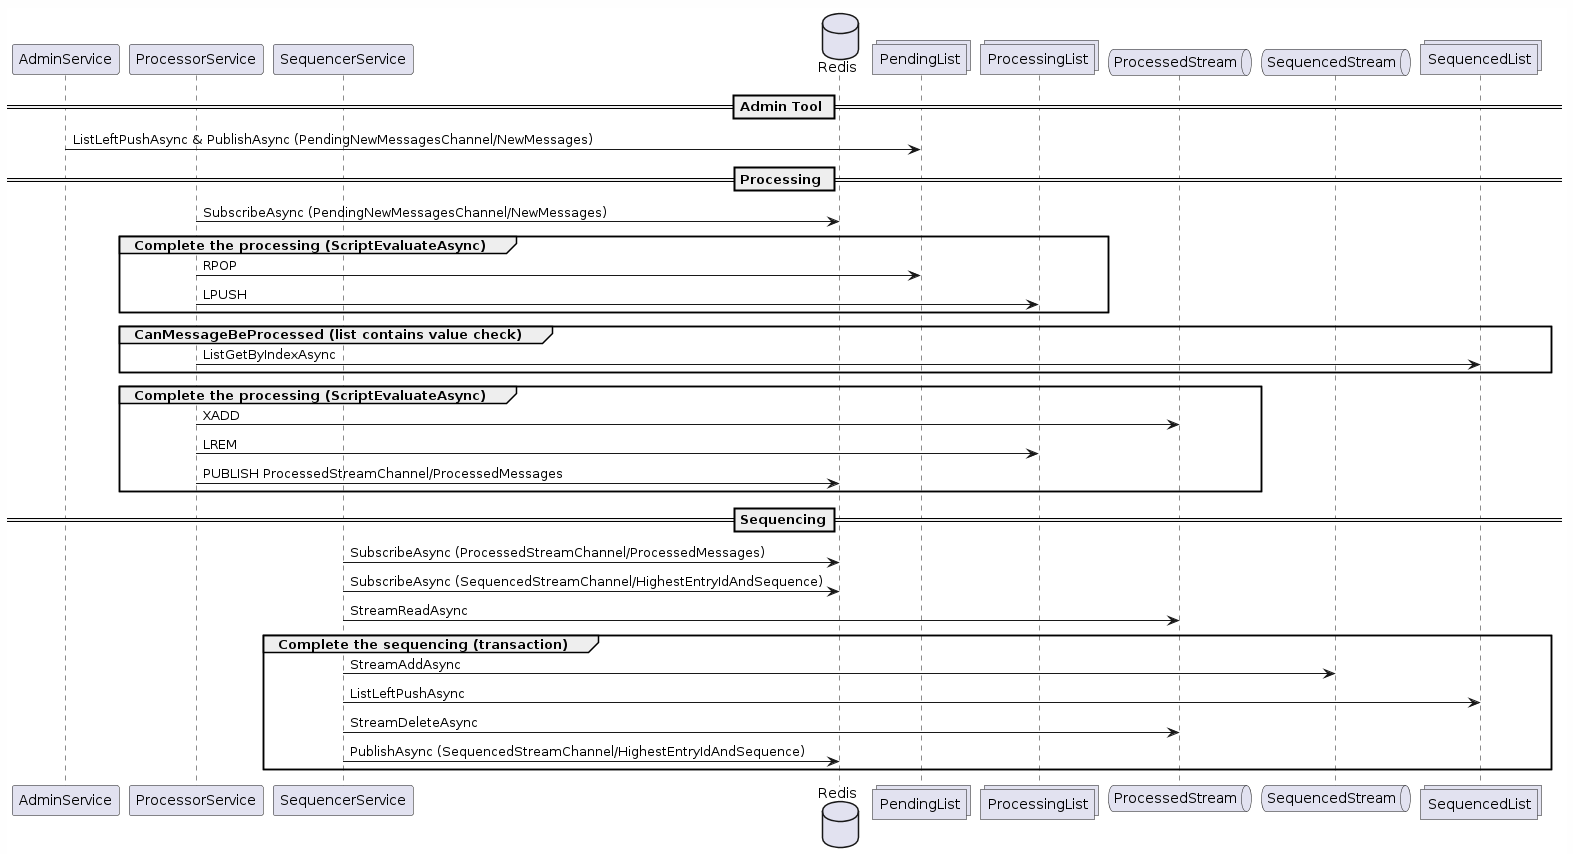 AdminService
ProcessorService
SequencerService
Redis
PendingList
ProcessingList
ProcessedStream
SequencedStream
SequencedList
Admin Tool
ListLeftPushAsync & PublishAsync (PendingNewMessagesChannel/NewMessages)
Processing
SubscribeAsync (PendingNewMessagesChannel/NewMessages)
Complete the processing (ScriptEvaluateAsync)
RPOP
LPUSH
CanMessageBeProcessed (list contains value check)
ListGetByIndexAsync
Complete the processing (ScriptEvaluateAsync)
XADD
LREM
PUBLISH ProcessedStreamChannel/ProcessedMessages
Sequencing
SubscribeAsync (ProcessedStreamChannel/ProcessedMessages)
SubscribeAsync (SequencedStreamChannel/HighestEntryIdAndSequence)
StreamReadAsync
Complete the sequencing (transaction)
StreamAddAsync
ListLeftPushAsync
StreamDeleteAsync
PublishAsync (SequencedStreamChannel/HighestEntryIdAndSequence)
AdminService
ProcessorService
SequencerService
Redis
PendingList
ProcessingList
ProcessedStream
SequencedStream
SequencedList